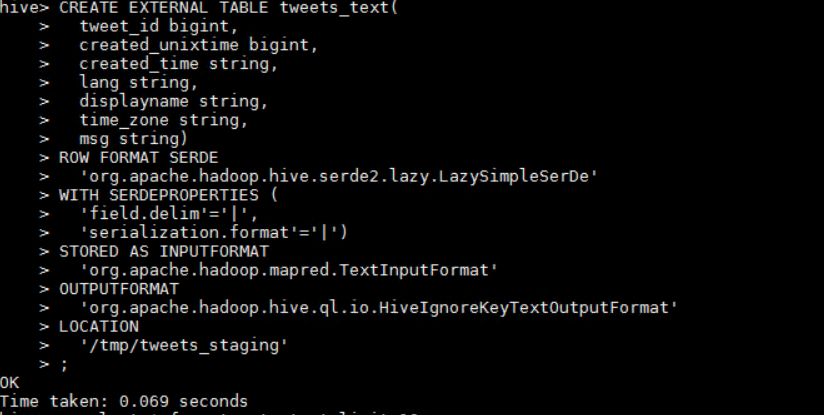 hive> CREATE EXTERNAL TABLE tweets_text(
    >   tweet_id bigint,
    >   created_unixtime bigint,
    >   created_time string,
    >   lang string,
    >   displayname string,
    >   time_zone string,
    >   msg string)
    > ROW FORMAT SERDE
    >   'org.apache.hadoop.hive.serde2.lazy.LazySimpleSerDe'
    > WITH SERDEPROPERTIES (
    >   'field.delim'='|',
    >   'serialization.format'='|')
    > STORED AS INPUTFORMAT
    >   'org.apache.hadoop.mapred.TextInputFormat'
    > OUTPUTFORMAT
    >   'org.apache.hadoop.hive.ql.io.HiveIgnoreKeyTextOutputFormat'
    > LOCATION
    >   '/tmp/tweets_staging'
    > ;
OK
Time taken: 0.069 seconds